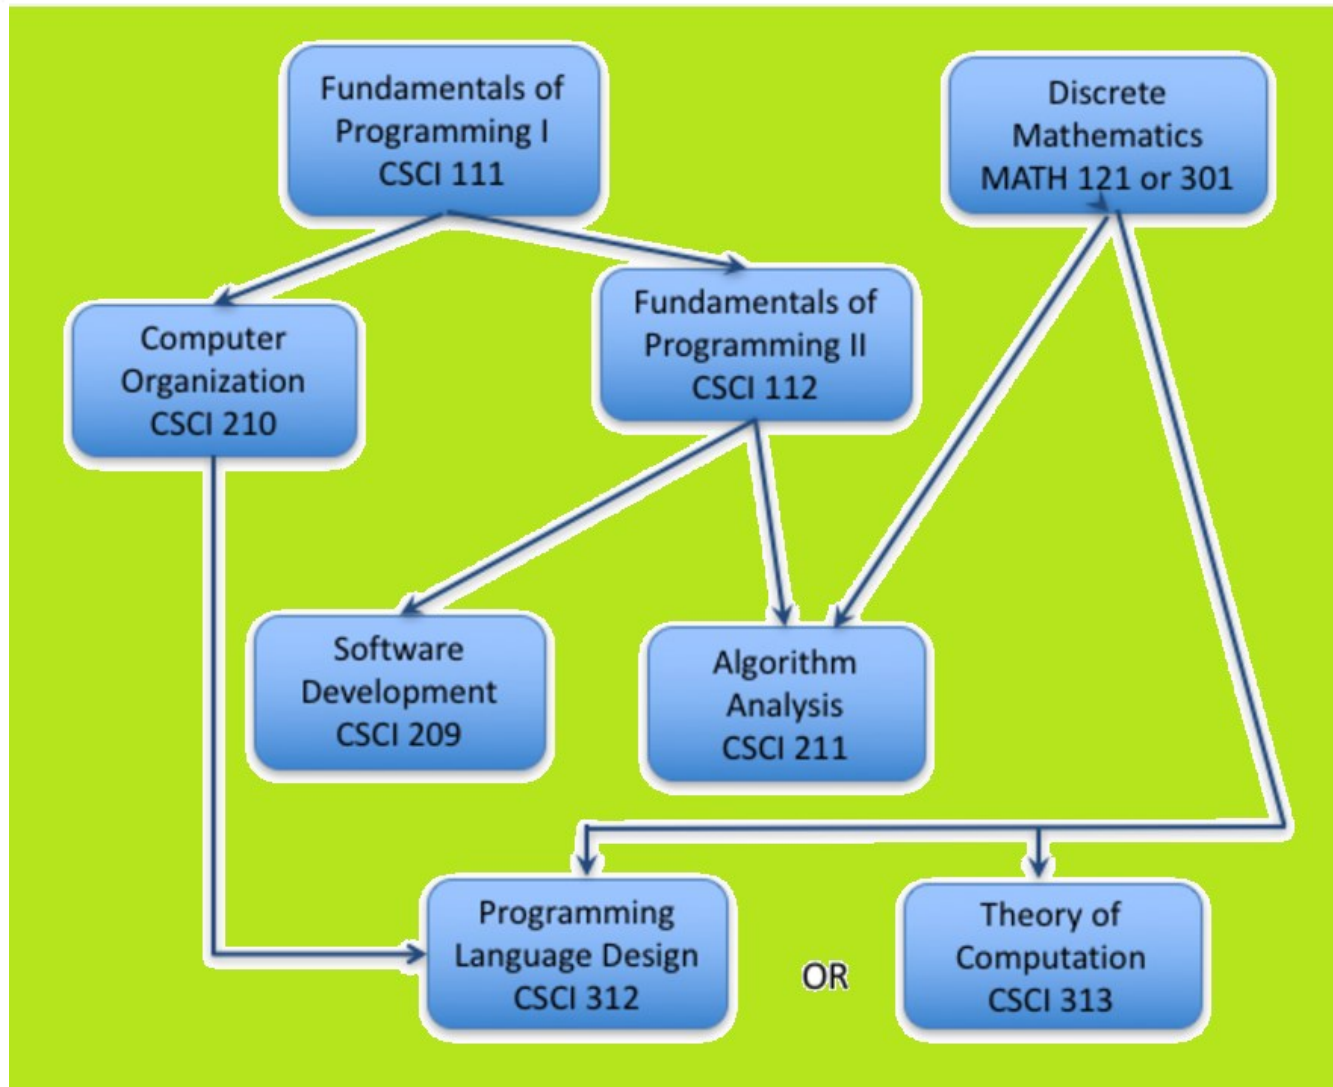 Fundamentals of
Programming I
CSCI 111
Discrete
Mathematics
MATH 121 or 301
Computer
Organization
CSCI 210
Fundamentals of
Programming II
CSCI 112
Software
Development
CSCI 209
Algorithm
Analysis
CSCI 211
Programming
Language Design
CSCI 312
OR
Theory of
Computation
CSCI 313